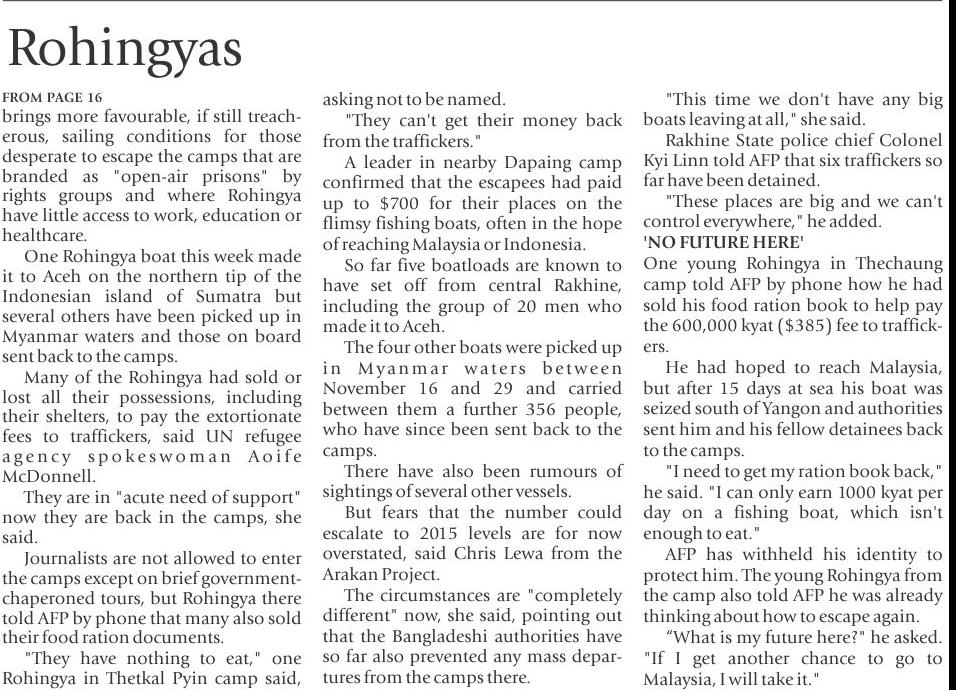 Rohingyas
FROM PAGE 16
brings more favourable, if still treach-
erous, sailing conditions for those
desperate to escape the camps that are
branded as "open-air prisons" by
rights groups and where Rohingya
have little access to work, education or
healthcare.
One Rohingya boat this week made
it to Aceh on the northern tip of the
Indonesian island of Sumatra but
several others have been picked up in
Myanmar waters and those on board
sent back to the camps.
Many of the Rohingya had sold or
lost all their possessions, including
their shelters, to pay the extortionate
fees to traffickers, said UN refugee
agency spokeswoman Aoife
McDonnell.
They are in "acute need of support"
now they are back in the camps, she
said.
Journalists are not allowed to enter
the camps except on brief government-
chaperoned tours, but Rohingya there
told AFP by phone that many also sold
their food ration documents.
"They have nothing to eat," one
Rohingya in Thetkal Pyin camp said,
asking not to be named.
"They can't get their money back
from the traffickers."
A leader in nearby Dapaing camp
confirmed that the escapees had paid
up to $700 for their places on the
flimsy fishing boats, often in the hope
of reaching Malaysia or Indonesia.
So far five boatloads are known to
have set off from central Rakhine,
including the group of 20 men who
made it to Aceh.
The four other boats were picked up
in Myanmar waters between
November 16 and 29 and carried
between them a further 356 people,
who have since been sent back to the
camps.
There have also been rumours of
sightings of several other vessels.
But fears that the number could
escalate to 2015 levels are for now
overstated, said Chris Lewa from the
Arakan Project.
The circumstances are "completely
different" now, she said, pointing out
that the Bangladeshi authorities have
so far also prevented any mass depar-
tures from the camps there.
"This time we don't have any big
boats leaving at all," she said.
Rakhine State police chief Colonel
Kyi Linn told AFP that six traffickers so
far have been detained.
"These places are big and we can't
control everywhere," he added.
'NO FUTURE HERE'
One young Rohingya in Thechaung
camp told AFP by phone how he had
sold his food ration book to help pay
the 600,000 kyat ($385) fee to traffick-
ers.
He had hoped to reach Malaysia,
but after 15 days at sea his boat was
seized south of Yangon and authorities
sent him and his fellow detainees back
to the camps.
"I need to get my ration book back,"
he said. "I can only earn 1000 kyat per
day on a fishing boat, which isn't
enough to eat."
AFP has withheld his identity to
protect him. The young Rohingya from
the camp also told AFP he was already
thinking about how to escape again.
“What is my future here?" he asked.
"If I get another chance to go to
Malaysia, I will take it."